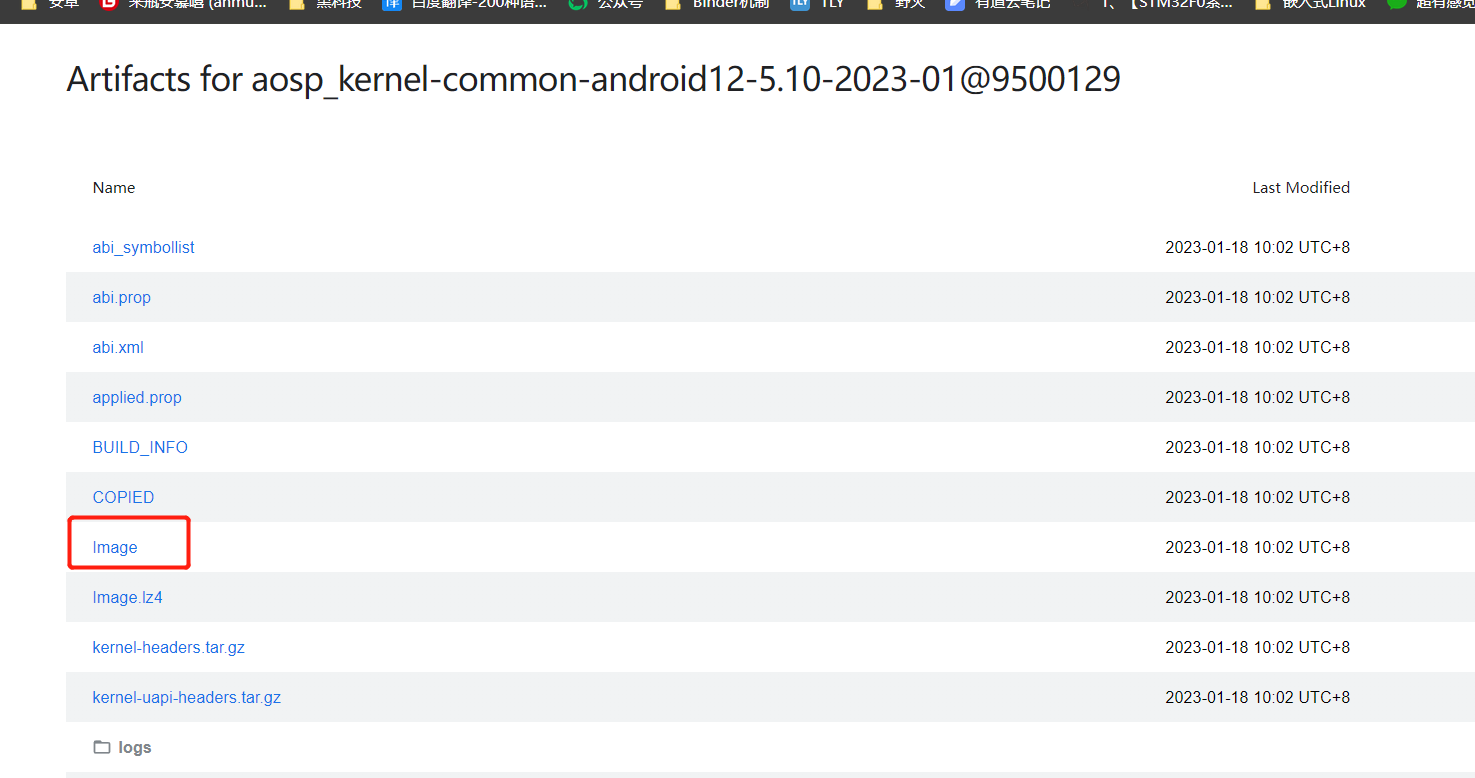 安卓 来瓶安慕嘻 (anmu... 黑科技 译 百度翻译-200种语... 公众号 Binder机制 TLY TLY 野火 有道云笔记 1、【STM32F0系... 嵌入式Linux 超有感觉
Artifacts for aosp_kernel-common-android12-5.10-2023-01@9500129
Name Last Modified
abi_symbollist 2023-01-18 10:02 UTC+8
abi.prop 2023-01-18 10:02 UTC+8
abi.xml 2023-01-18 10:02 UTC+8
applied.prop 2023-01-18 10:02 UTC+8
BUILD_INFO 2023-01-18 10:02 UTC+8
COPIED 2023-01-18 10:02 UTC+8
Image 2023-01-18 10:02 UTC+8
Image.lz4 2023-01-18 10:02 UTC+8
kernel-headers.tar.gz 2023-01-18 10:02 UTC+8
kernel-uapi-headers.tar.gz 2023-01-18 10:02 UTC+8
logs